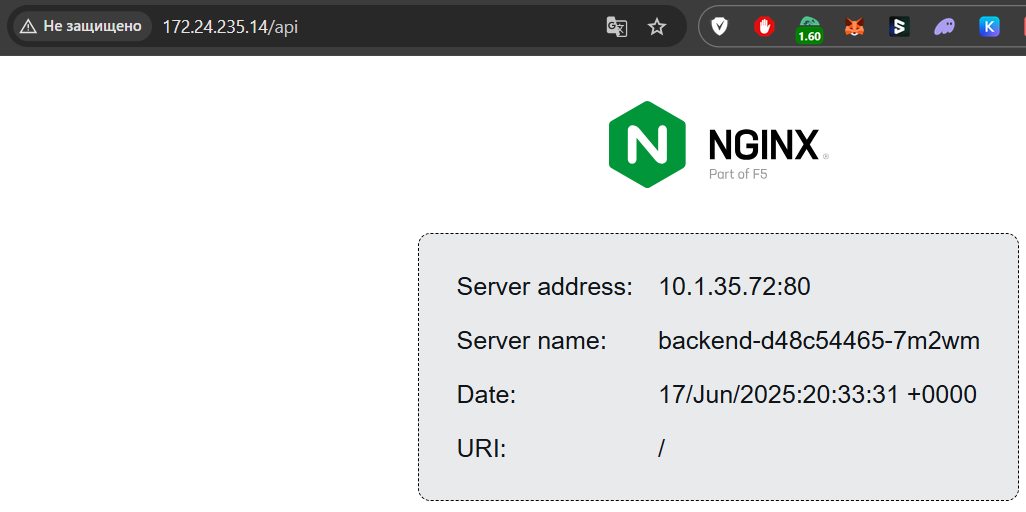 Не защищено
172.24.235.14/api
1.60
NGINX
Part of F5
Server address: 10.1.35.72:80
Server name: backend-d48c54465-7m2wm
Date: 17/Jun/2025:20:33:31 +0000
URI: /